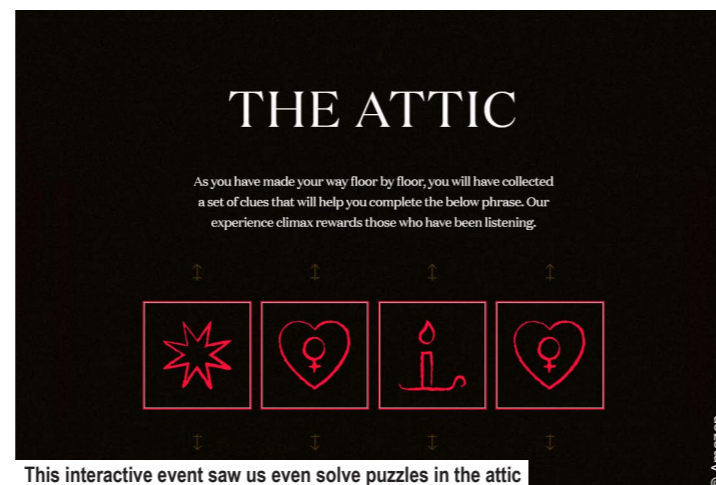 THE ATTIC
As you have made your way floor by floor, you will have collected
a set of clues that will help you complete the below phrase. Our
experience climax rewards those who have been listening.
This interactive event saw us even solve puzzles in the attic
© Amazon